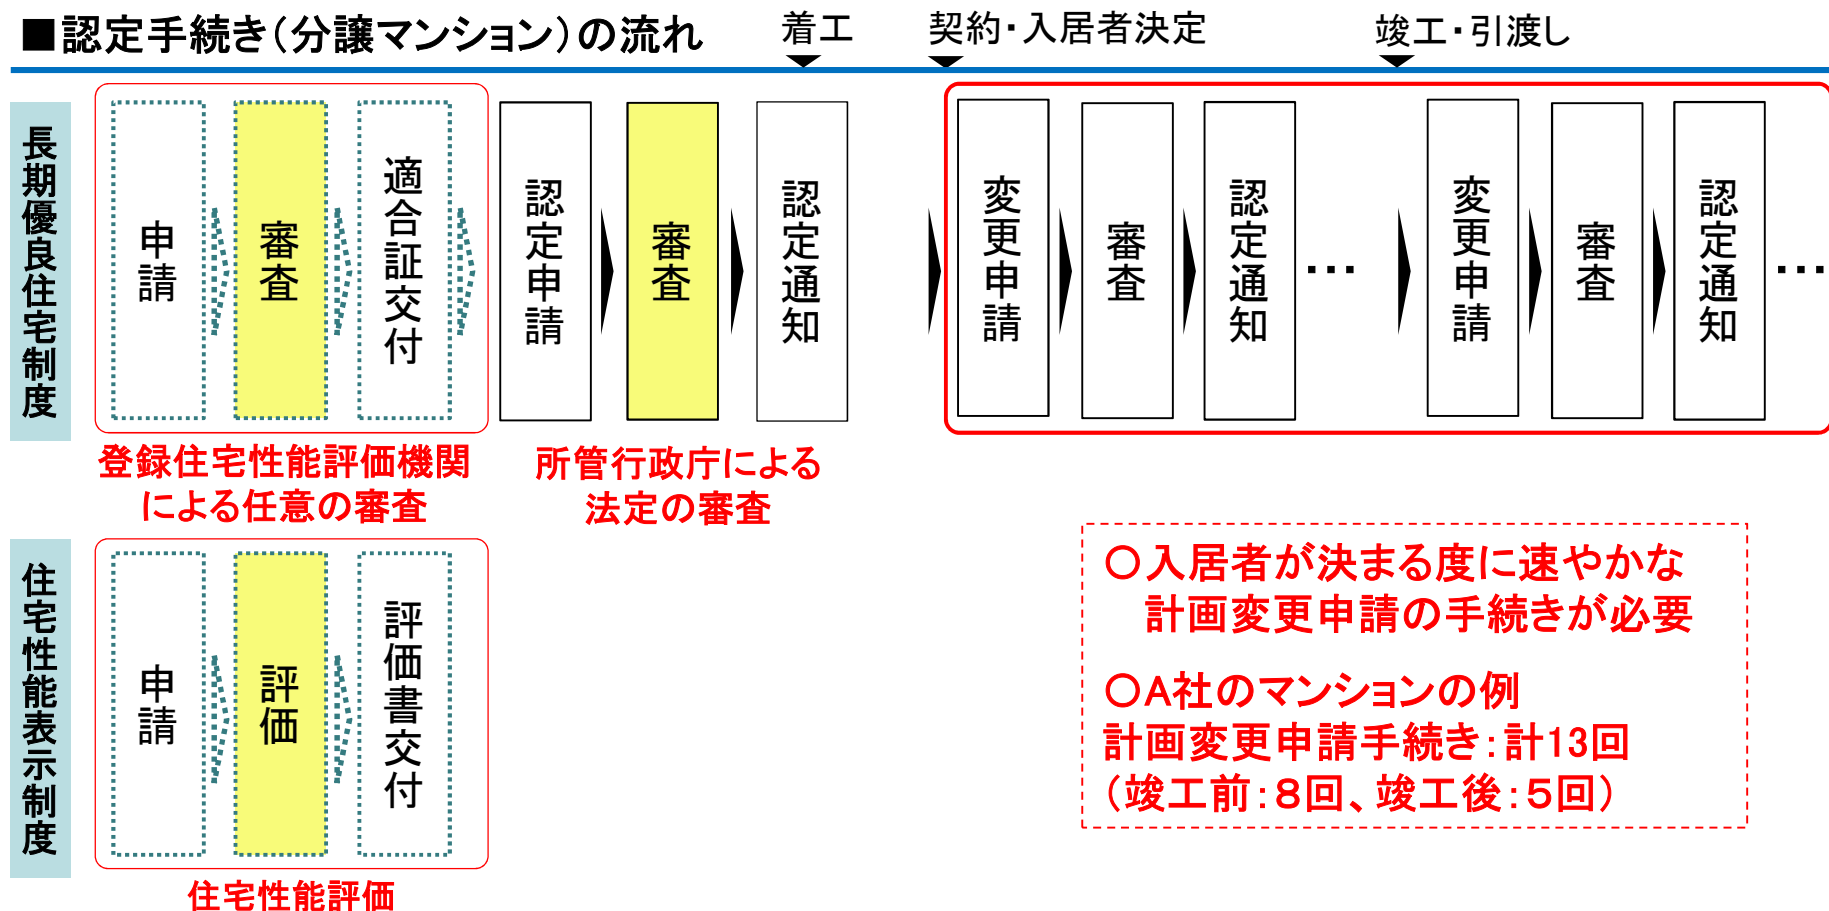 ■認定手続き（分譲マンション）の流れ
着工
契約・入居者決定
竣工・引渡し
長期優良住宅制度
申請
審査
適合証交付
認定申請
審査
認定通知
変更申請
審査
認定通知
…
変更申請
審査
認定通知
…
登録住宅性能評価機関
による任意の審査
所管行政庁による
法定の審査
住宅性能表示制度
申請
評価
評価書交付
住宅性能評価
○入居者が決まる度に速やかな
計画変更申請の手続きが必要
○A社のマンションの例
計画変更申請手続き：計13回
（竣工前：８回、竣工後：５回）